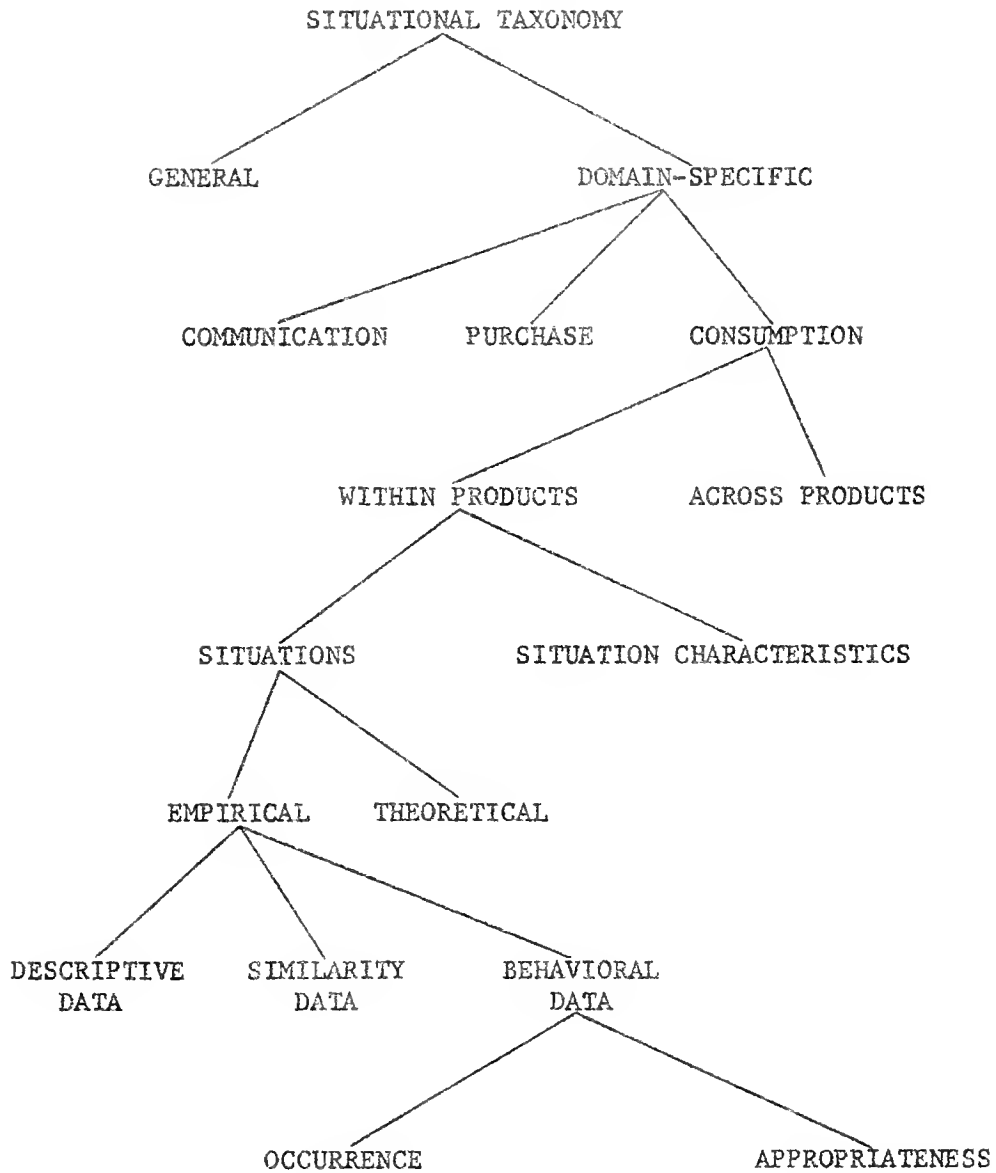 SITUATIONAL TAXONOMY
GENERAL
DOMAIN-SPECIFIC
COMMUNICATION
PURCHASE
CONSUMPTION
WITHIN PRODUCTS
ACROSS PRODUCTS
SITUATIONS
SITUATION CHARACTERISTICS
EMPIRICAL
THEORETICAL
DESCRIPTIVE
DATA
SIMILARITY
DATA
BEHAVIORAL
DATA
OCCURRENCE
APPROPRIATENESS